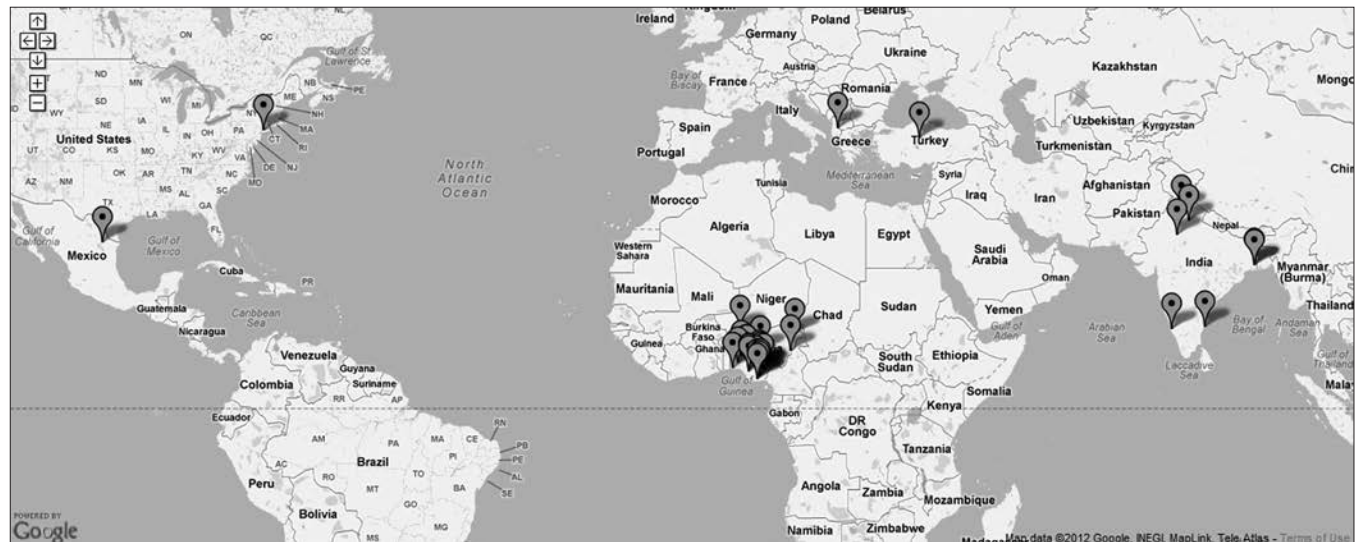 Ireland
Poland
Belarus
Germany
ON
QC
Gulf of St.
Lawrence
Bay of
Biscay
France
Austria
Ukraine
Romania
Kazakhstan
ND
MN
NB
PE
WY
SD
WI
MI
ME
NS
NY
NH
Italy
Mongo
United States
NE
IA
IL
IN
OH
PA
MA
CT
RI
Spain
Portugal
Greece
Turkey
Uzbekistan
Kyrgyzstan
Turkmenistan
UT
CO
KS
MO
KY
WV
VA
DE
NJ
MD
North
Atlantic
Ocean
AZ
NM
OK
AR
TN
NC
SC
MS
AL
GA
Mediterranean
Sea
Tunisia
Syria
Iraq
Iran
Afghanistan
Pakistan
Chin
Morocco
TX
LA
FL
Gulf of
California
Mexico
Gulf of
Mexico
Algeria
Libya
Egypt
Western
Sahara
Saudi
Arabia
Nepal
India
Myanmar
(Burma)
Oman
Cuba
PR
Mauritania
Mali
Niger
Chad
Sudan
Yemen
Gulf of
Aden
Arabian
Sea
Bay of
Bengal
Andaman
Sea
Thailand
Gulf of
Thailand
Guatemala
Nicaragua
Caribbean
Sea
Burkina
Faso
Guinea
Ghana
Gulf of
Guinea
South
Sudan
Ethiopia
Somalia
Laccadive
Sea
Malay
Venezuela
Guyana
Suriname
Colombia
RR
AP
Ecuador
Gabon
DR
Congo
Kenya
Tanzania
AM
PA
MA
CE
RN
PB
PE
AL
SE
PI
Brazil
AC
TO
RO
BA
MT
Peru
GO
Bolivia
MG
MS
Angola
Zambia
Mozambique
Namibia
Zimbabwe
POWERED BY
Google
Map data ©2012 Google, INEGI, MapLink, Tele Atlas - Terms of Use